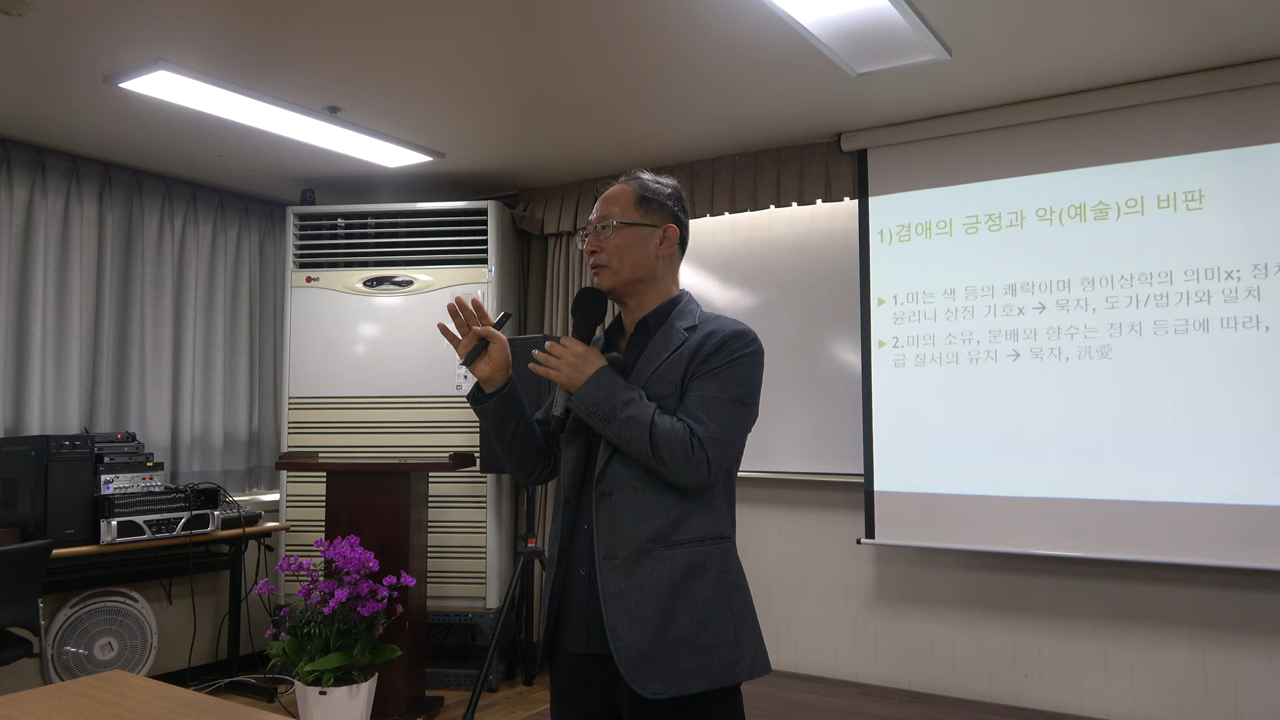 1)겸애의 긍정과 악(예술)의 비판
1.미는 색 등의 쾌락이며 형이상학의 의미x; 정치
윤리나 상징 기호x → 묵자, 도가/법가와 일치
2.미의 소유, 분배와 향수는 정치 등급에 따라,
급 질서의 유지 → 묵자, 汎愛